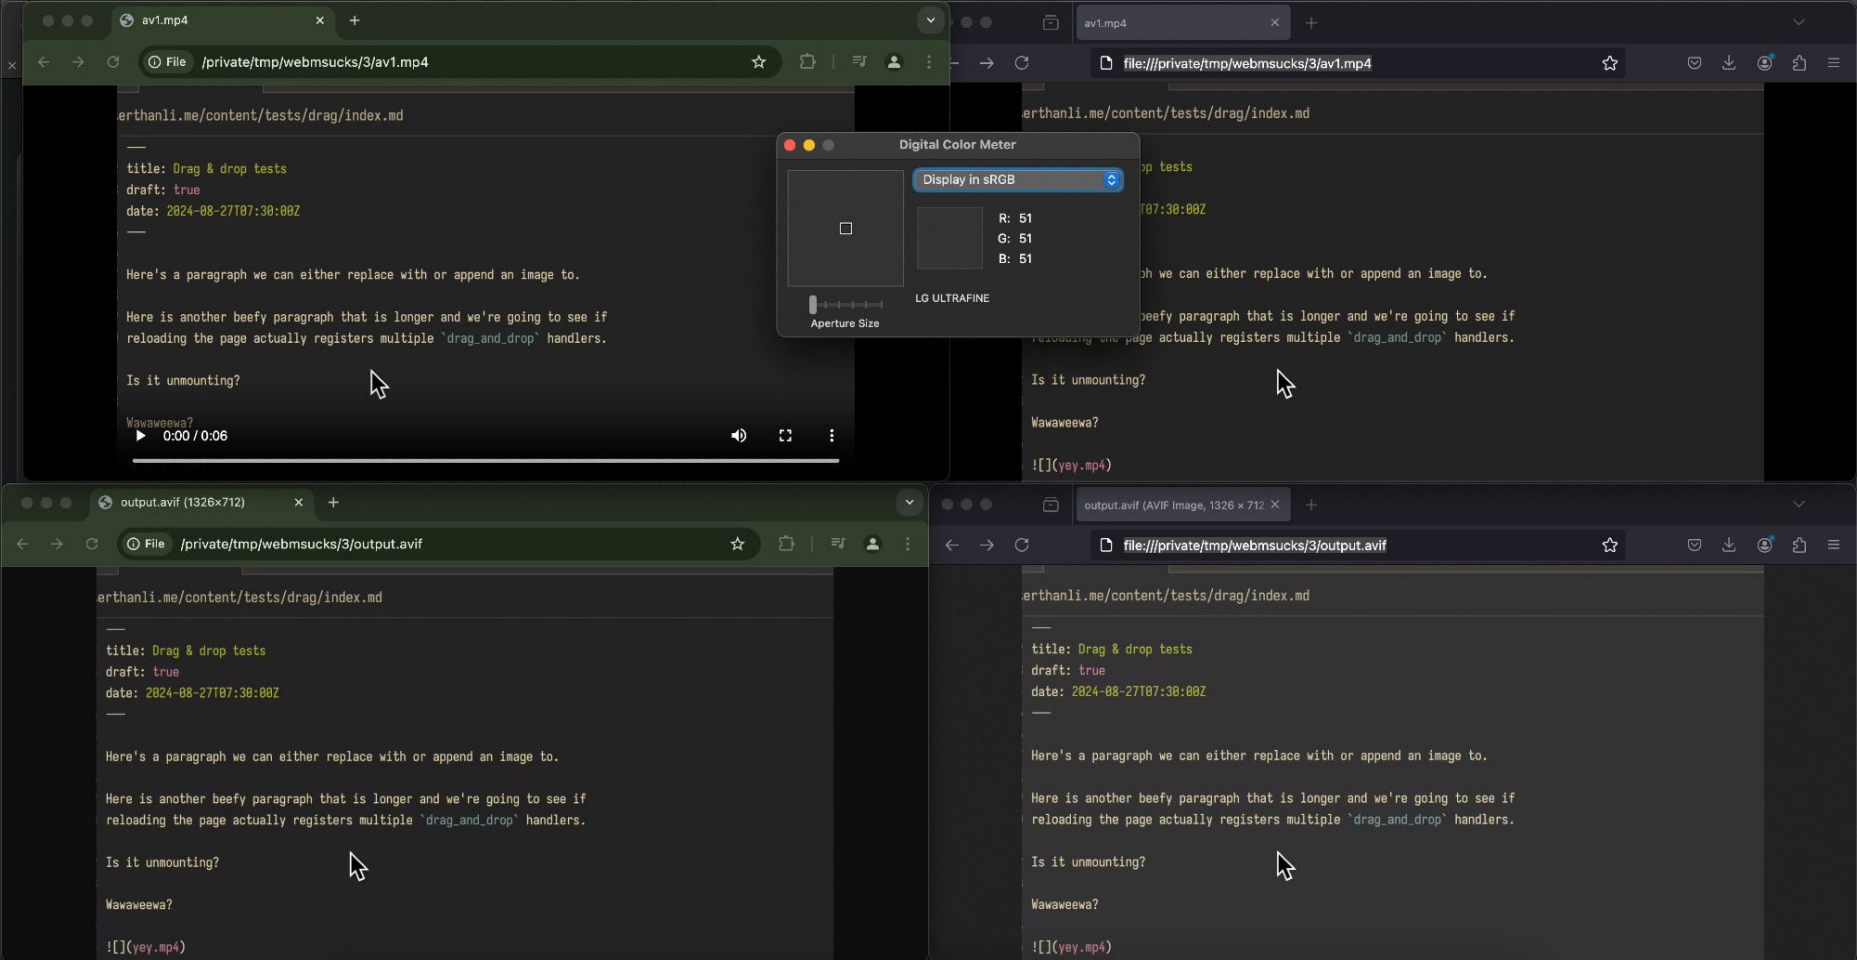 av1.mp4
File /private/tmp/webmsucks/3/av1.mp4
erthanli.me/content/tests/drag/index.md
title: Drag & drop tests
draft: true
date: 2024-08-27T07:30:00Z
Here's a paragraph we can either replace with or append an image to.
Here is another beefy paragraph that is longer and we're going to see if
reloading the page actually registers multiple `drag_and_drop` handlers.
Is it unmounting?
Wawaweewa?
0:00 / 0:06
Digital Color Meter
Display in sRGB
R: 51
G: 51
B: 51
LG ULTRAFINE
Aperture Size
av1.mp4
file:///private/tmp/webmsucks/3/av1.mp4
erthanli.me/content/tests/drag/index.md
op tests
T07:30:00Z
ph we can either replace with or append an image to.
beefy paragraph that is longer and we're going to see if
reloading the page actually registers multiple `drag_and_drop` handlers.
Is it unmounting?
Wawaweewa?
![](yey.mp4)
output.avif (1326×712)
File /private/tmp/webmsucks/3/output.avif
erthanli.me/content/tests/drag/index.md
title: Drag & drop tests
draft: true
date: 2024-08-27T07:30:00Z
Here's a paragraph we can either replace with or append an image to.
Here is another beefy paragraph that is longer and we're going to see if
reloading the page actually registers multiple `drag_and_drop` handlers.
Is it unmounting?
Wawaweewa?
![](yey.mp4)
output.avif (AVIF Image, 1326 × 712
file:///private/tmp/webmsucks/3/output.avif
erthanli.me/content/tests/drag/index.md
title: Drag & drop tests
draft: true
date: 2024-08-27T07:30:00Z
Here's a paragraph we can either replace with or append an image to.
Here is another beefy paragraph that is longer and we're going to see if
reloading the page actually registers multiple `drag_and_drop` handlers.
Is it unmounting?
Wawaweewa?
![](yey.mp4)